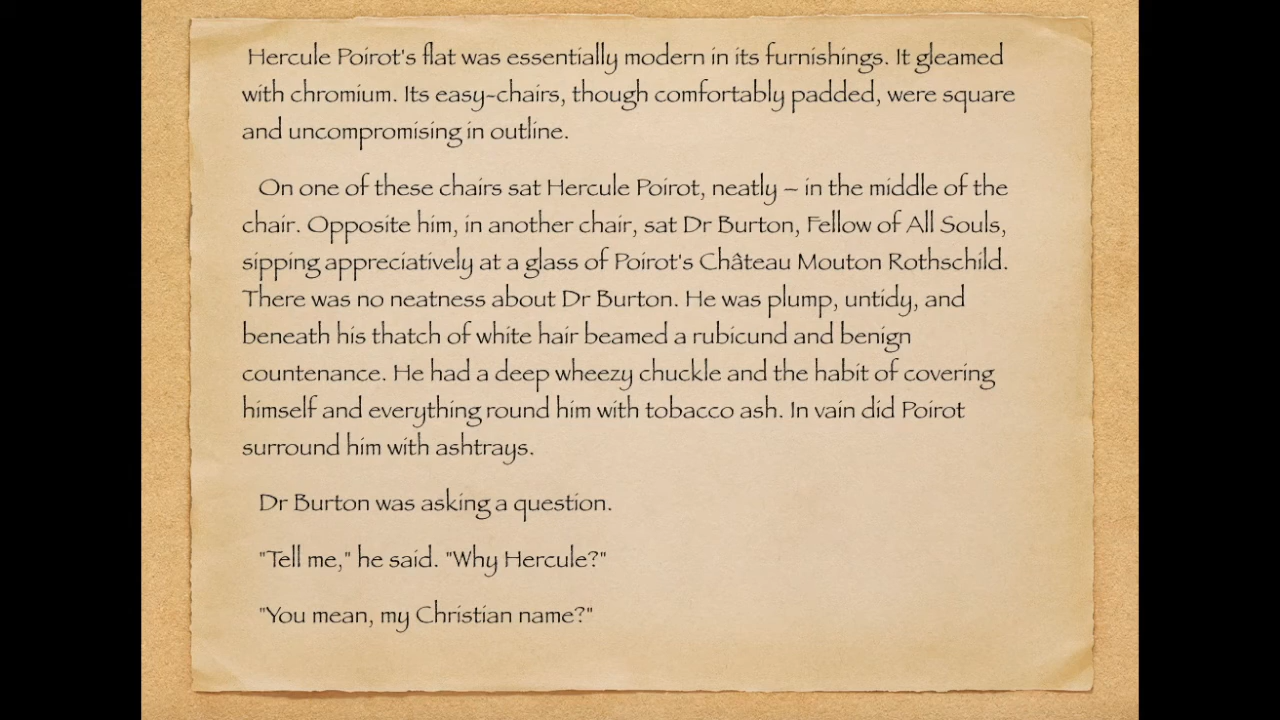 Hercule Poirot's flat was essentially modern in its furnishings. It gleamed
with chromium. Its easy-chairs, though comfortably padded, were square
and uncompromising in outline.
On one of these chairs sat Hercule Poirot, neatly – in the middle of the
chair. Opposite him, in another chair, sat Dr Burton, Fellow of All Souls,
sipping appreciatively at a glass of Poirot's Château Mouton Rothschild.
There was no neatness about Dr Burton. He was plump, untidy, and
beneath his thatch of white hair beamed a rubicund and benign
countenance. He had a deep wheezy chuckle and the habit of covering
himself and everything round him with tobacco ash. In vain did Poirot
surround him with ashtrays.
Dr Burton was asking a question.
"Tell me," he said. "Why Hercule?"
"You mean, my Christian name?"